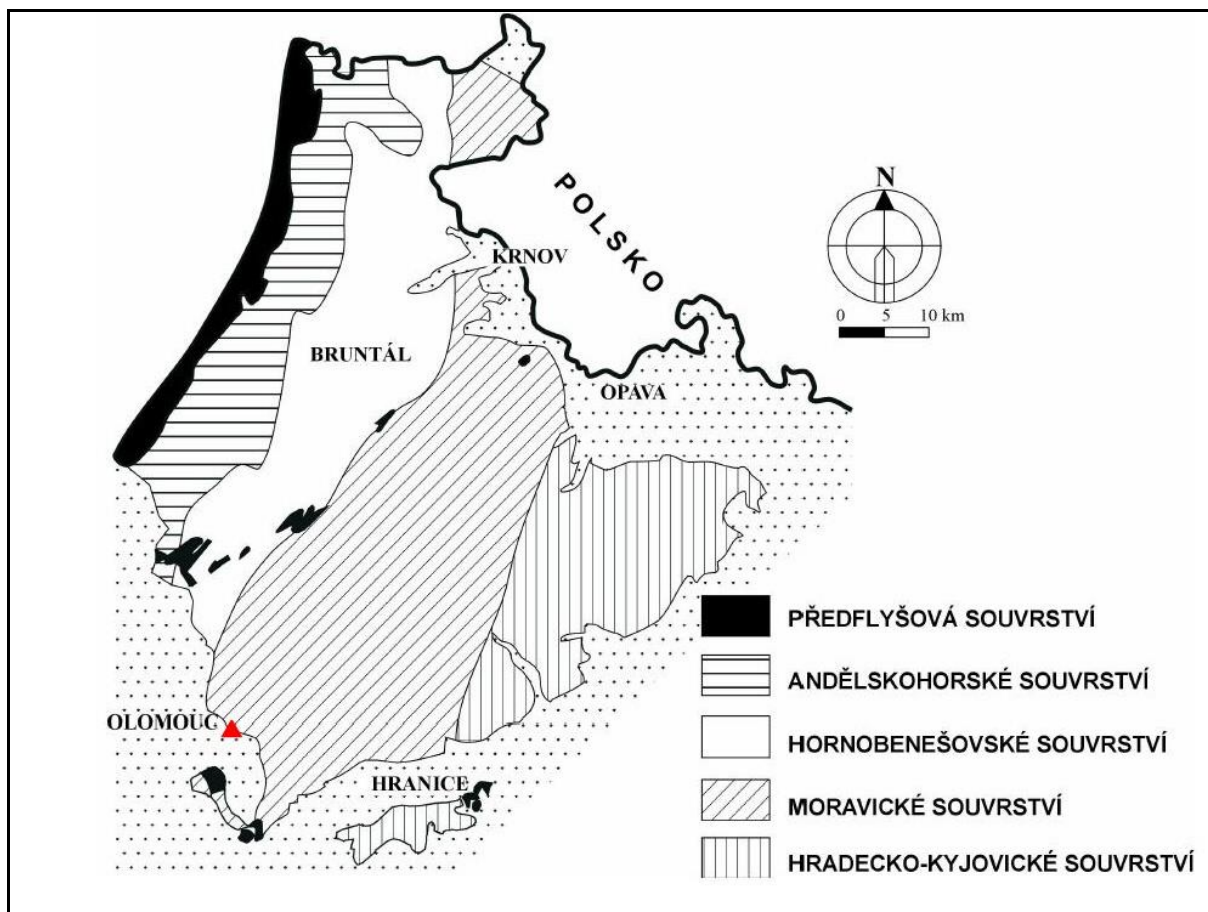 N
POLSKO
KRNOV
0 5 10 km
BRUNTÁL
OPAVA
PŘEDFLYŠOVÁ SOUVRSTVÍ
ANDĚLSKOHORSKÉ SOUVRSTVÍ
OLOMOUC
HORNOBENEŠOVSKÉ SOUVRSTVÍ
HRANICE
MORAVICKÉ SOUVRSTVÍ
HRADECKO-KYJOVICKÉ SOUVRSTVÍ